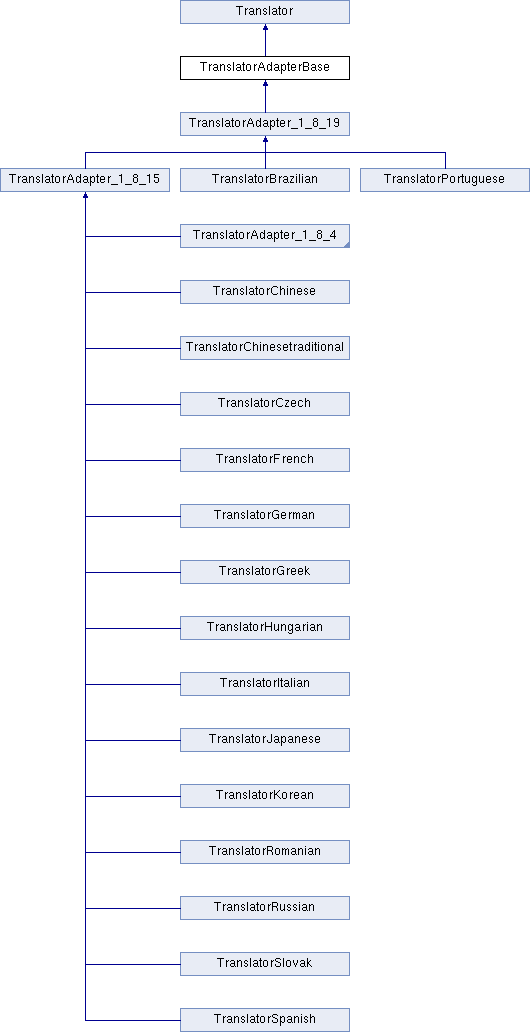 Translator
TranslatorAdapterBase
TranslatorAdapter_1_8_19
TranslatorAdapter_1_8_15
TranslatorBrazilian
TranslatorPortuguese
TranslatorAdapter_1_8_4
TranslatorChinese
TranslatorChinesetraditional
TranslatorCzech
TranslatorFrench
TranslatorGerman
TranslatorGreek
TranslatorHungarian
TranslatorItalian
TranslatorJapanese
TranslatorKorean
TranslatorRomanian
TranslatorRussian
TranslatorSlovak
TranslatorSpanish